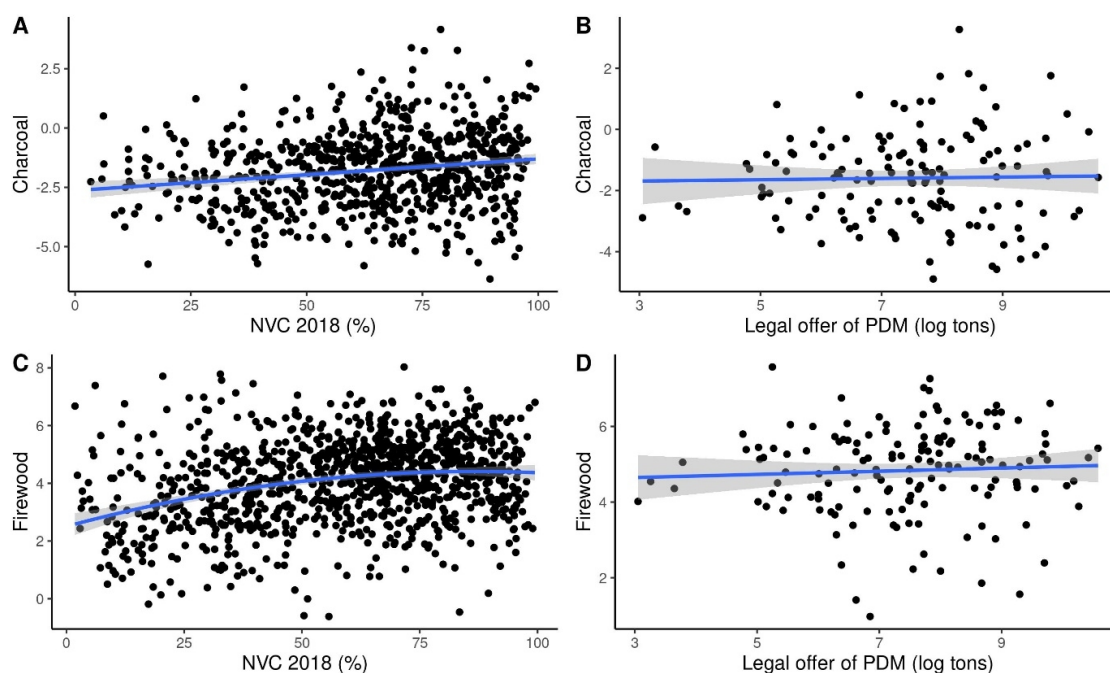 A
Charcoal
2.5
0.0
-2.5
-5.0
0 25 50 75 100
NVC 2018 (%)
B
Charcoal
2
0
-2
-4
3 5 7 9
Legal offer of PDM (log tons)
C
Firewood
8
6
4
2
0
0 25 50 75 100
NVC 2018 (%)
D
Firewood
6
4
2
3 5 7 9
Legal offer of PDM (log tons)